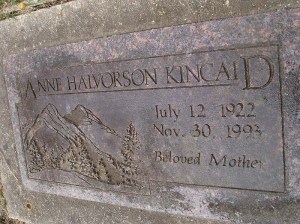 ANNE HALVORSON KINCAID
July 12 1922
Nov. 30 1993
Beloved Mother